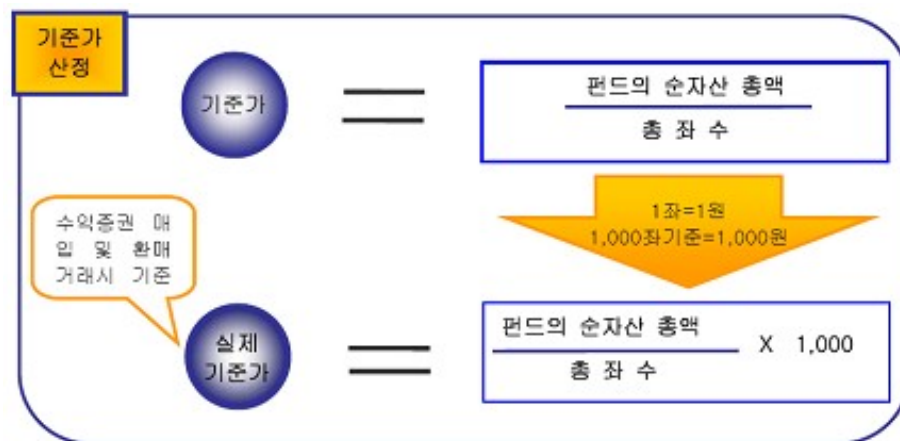 기준가
산정
기준가
펀드의 순자산 총액
총 좌 수
1좌=1원
1,000좌기준=1,000원
수익증권 매
입 및 환매
거래시 기준
실제
기준가
펀드의 순자산 총액
총 좌 수
X 1,000